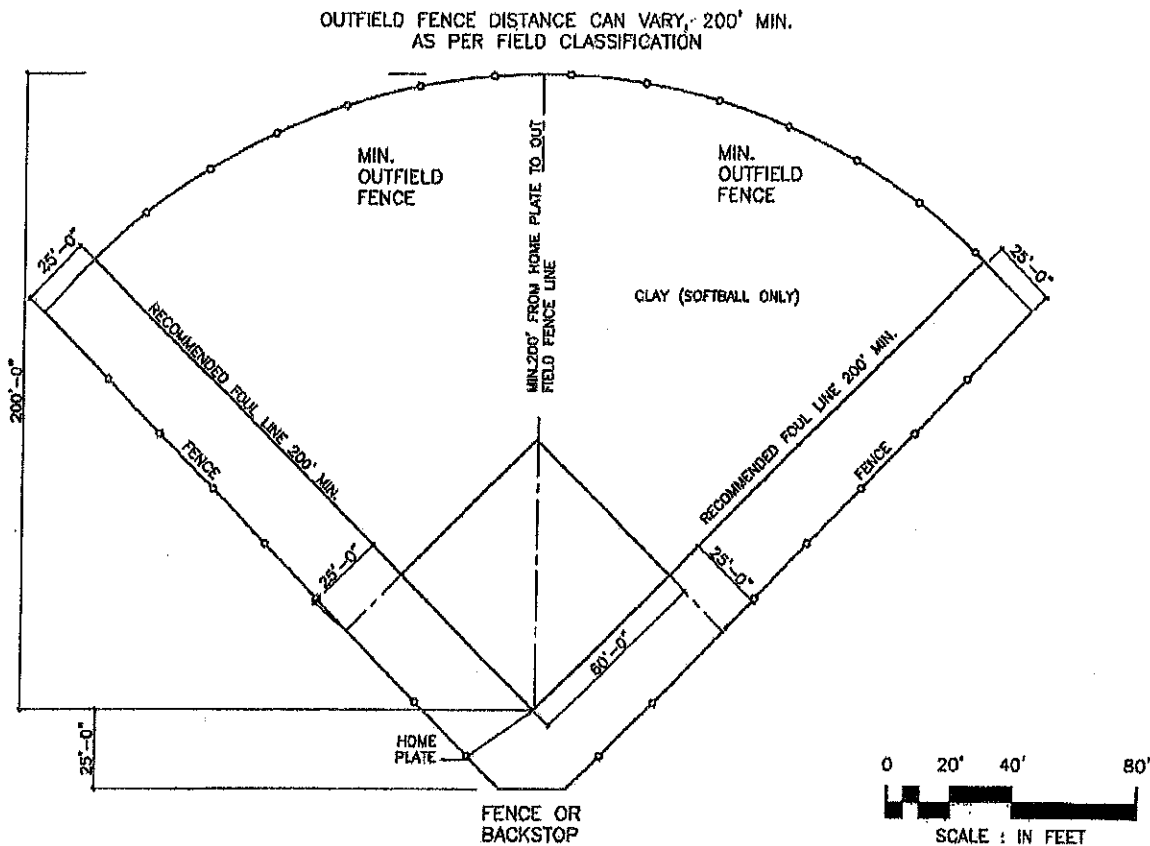 OUTFIELD FENCE DISTANCE CAN VARY, 200' MIN.
AS PER FIELD CLASSIFICATION
MIN.
OUTFIELD
FENCE
MIN.
OUTFIELD
FENCE
MIN.200' FROM HOME PLATE TO OUT
FIELD FENCE LINE
25'-0"
25'-0"
CLAY (SOFTBALL ONLY)
RECOMMENDED FOUL LINE 200' MIN.
RECOMMENDED FOUL LINE 200' MIN.
200'-0"
FENCE
FENCE
25'-0"
25'-0"
60'-0"
25'-0"
HOME
PLATE
FENCE OR
BACKSTOP
0 20' 40' 80'
SCALE : IN FEET